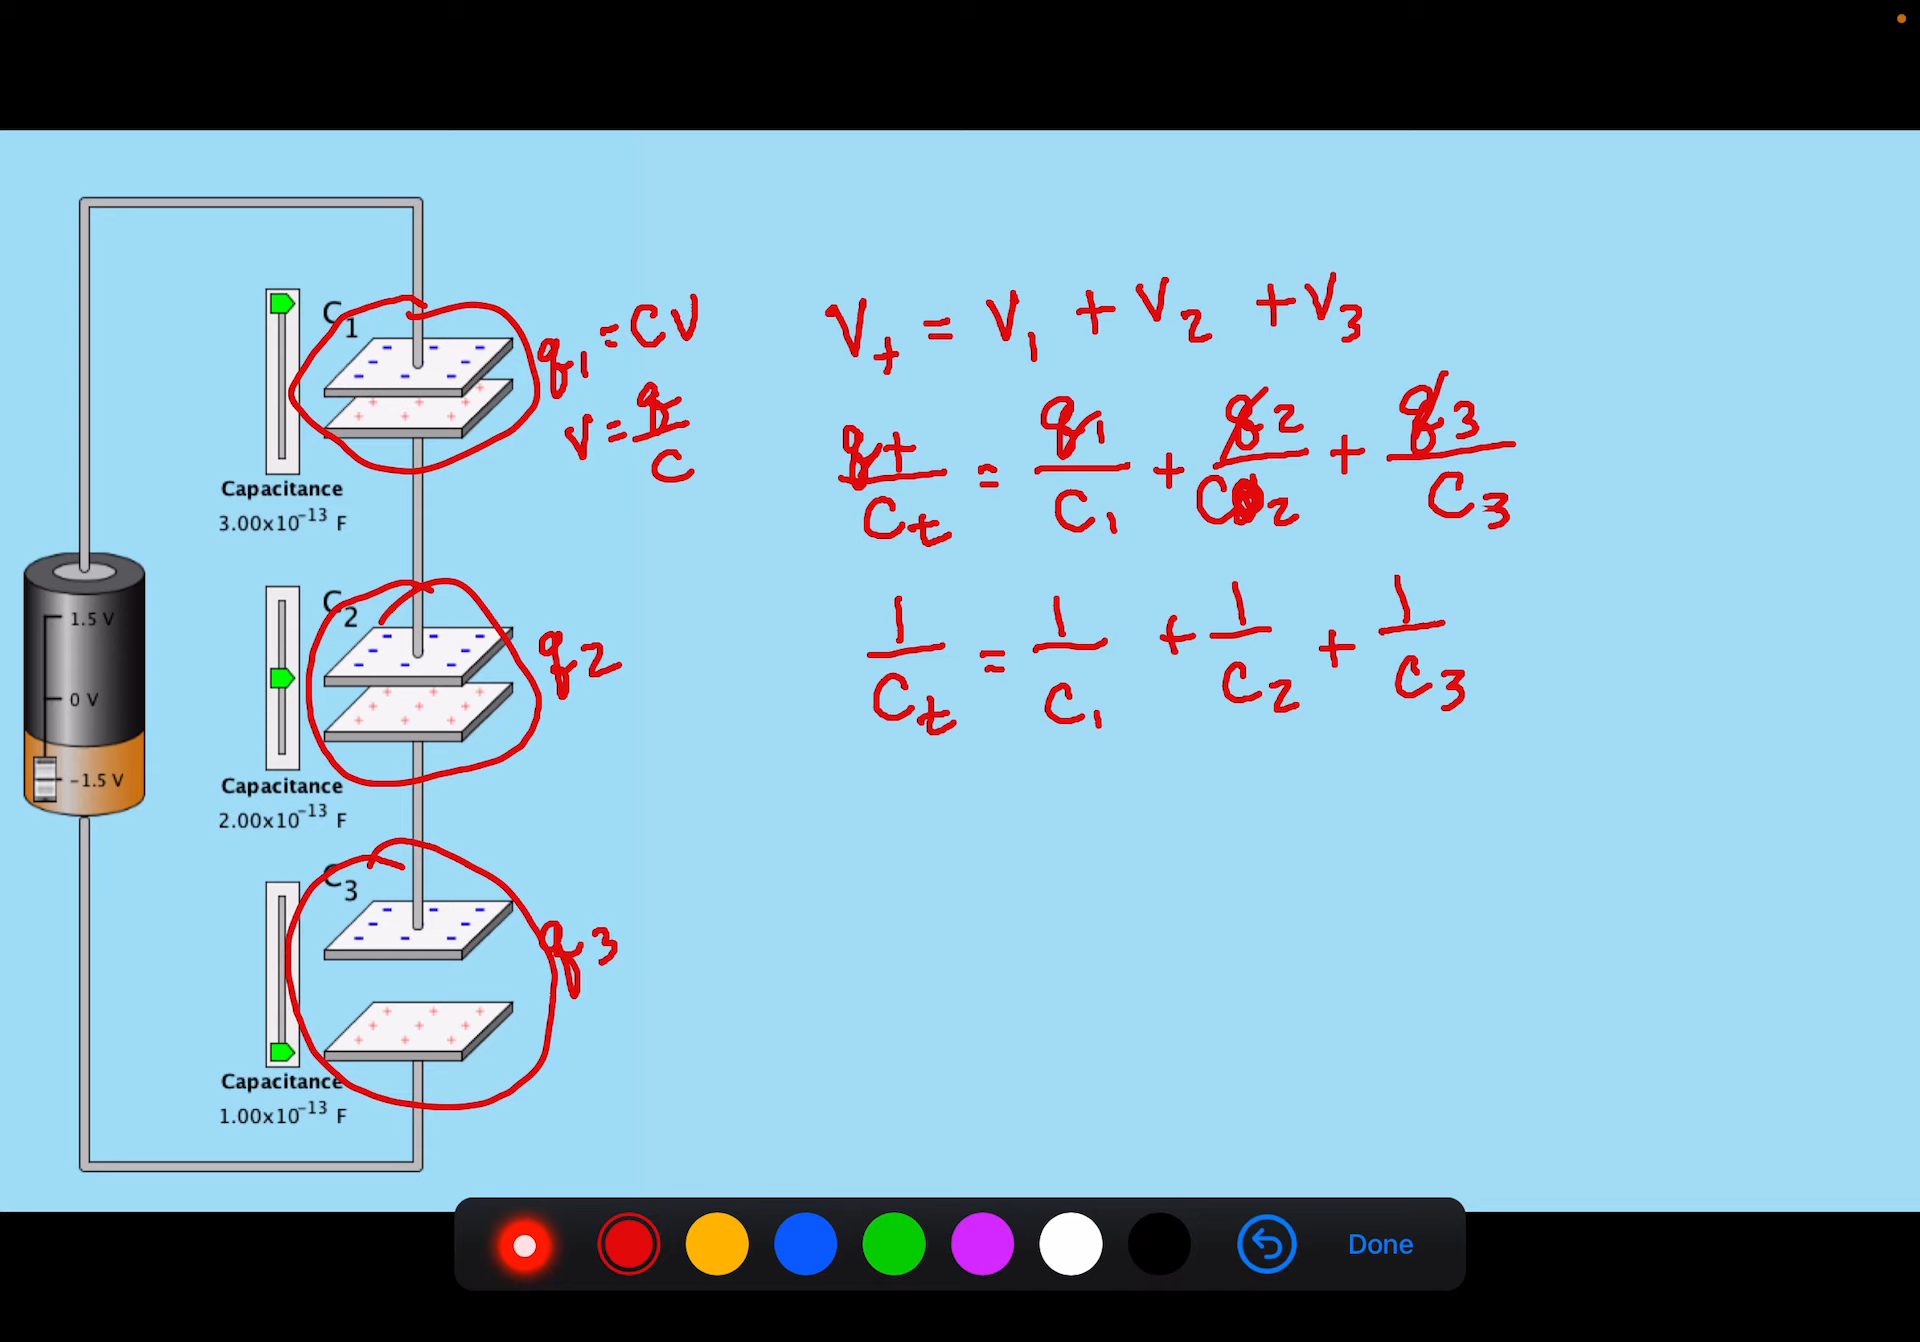 C1
q1 = CV
V = q/C
Capacitance
3.00x10^-13 F
1.5 V
0 V
-1.5 V
C2
q2
Capacitance
2.00x10^-13 F
C3
q3
Capacitance
1.00x10^-13 F
Vt = V1 + V2 + V3
qt/Ct = q1/C1 + q2/C2 + q3/C3
1/Ct = 1/C1 + 1/C2 + 1/C3
Done